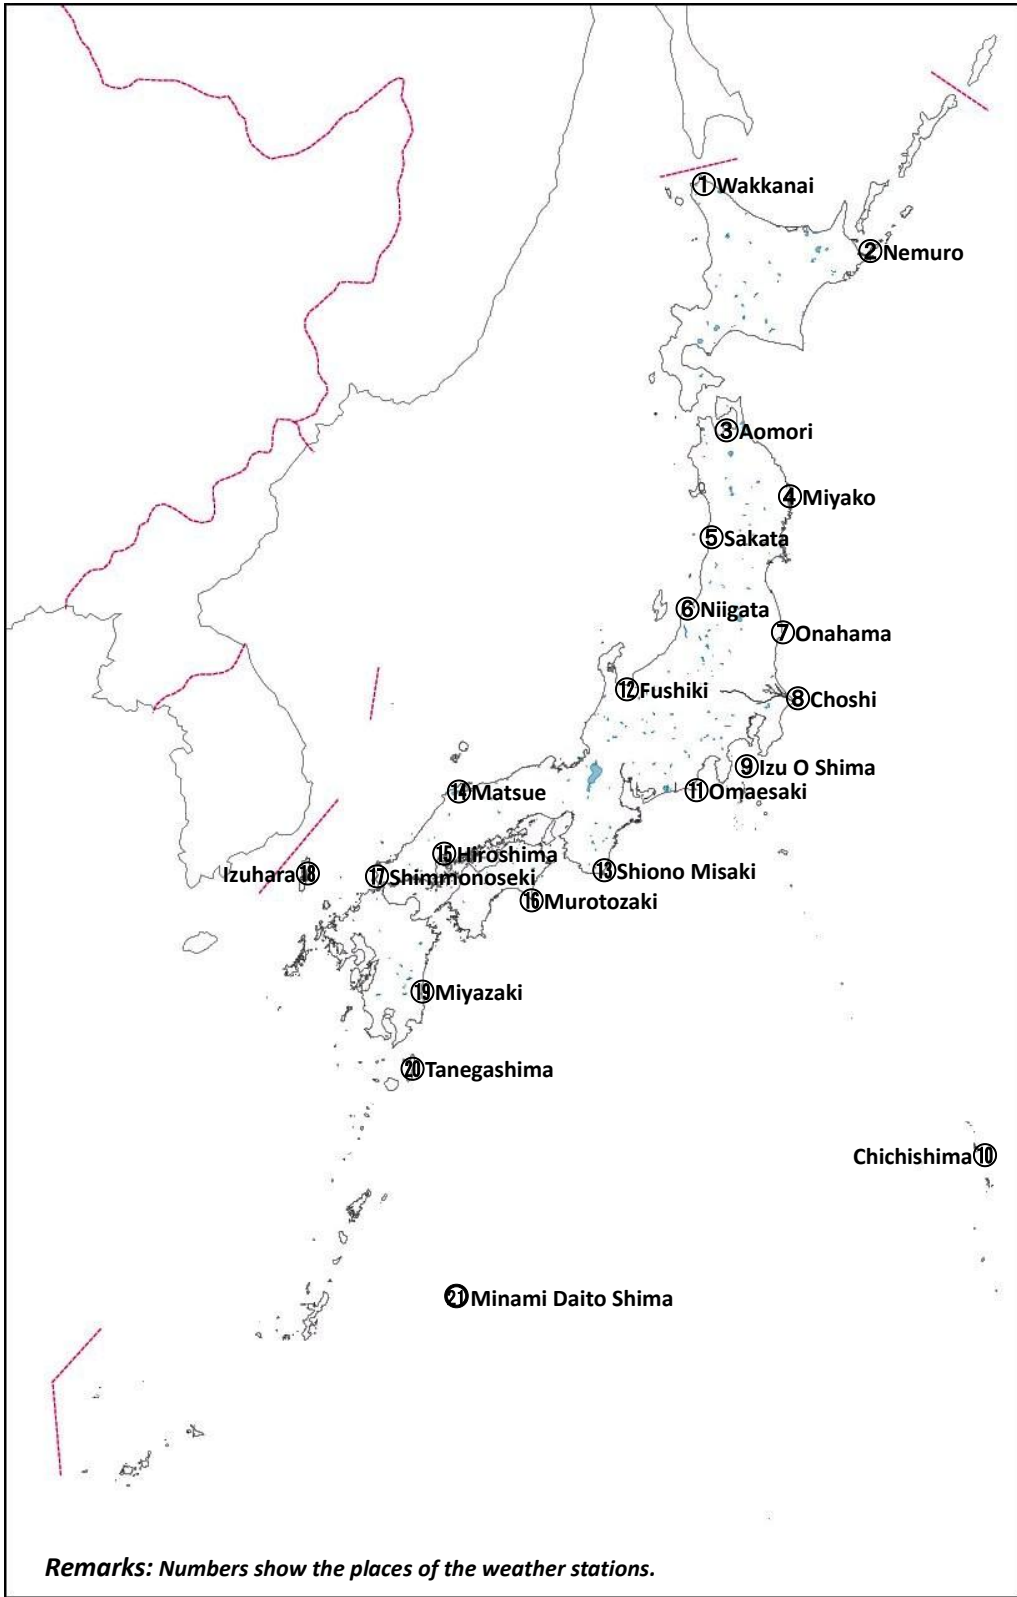 ①Wakkanai
②Nemuro
③Aomori
④Miyako
⑤Sakata
⑥Niigata
⑦Onahama
⑫Fushiki
⑧Choshi
⑨Izu O Shima
⑪Omaesaki
⑭Matsue
⑮Hiroshima
⑬Shiono Misaki
Izuhara⑱
⑰Shimmonoseki
⑯Murotozaki
⑲Miyazaki
⑳Tanegashima
Chichishima⑩
㉑Minami Daito Shima
Remarks: Numbers show the places of the weather stations.